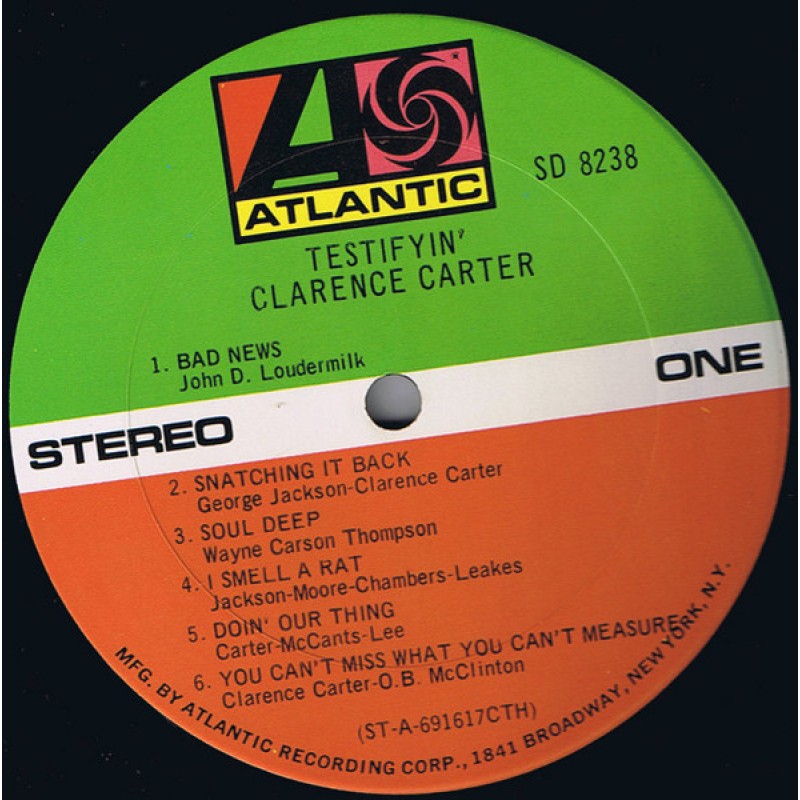 ATLANTIC
SD 8238
TESTIFYIN'
CLARENCE CARTER
1. BAD NEWS
John D. Loudermilk
STEREO
ONE
2. SNATCHING IT BACK
George Jackson-Clarence Carter
3. SOUL DEEP
Wayne Carson Thompson
4. I SMELL A RAT
Jackson-Moore-Chambers-Leakes
5. DOIN' OUR THING
Carter-McCants-Lee
6. YOU CAN'T MISS WHAT YOU CAN'T MEASURE
Clarence Carter-O.B. McClinton
(ST-A-691617CTH)
MFG. BY ATLANTIC RECORDING CORP., 1841 BROADWAY, NEW YORK, N.Y.